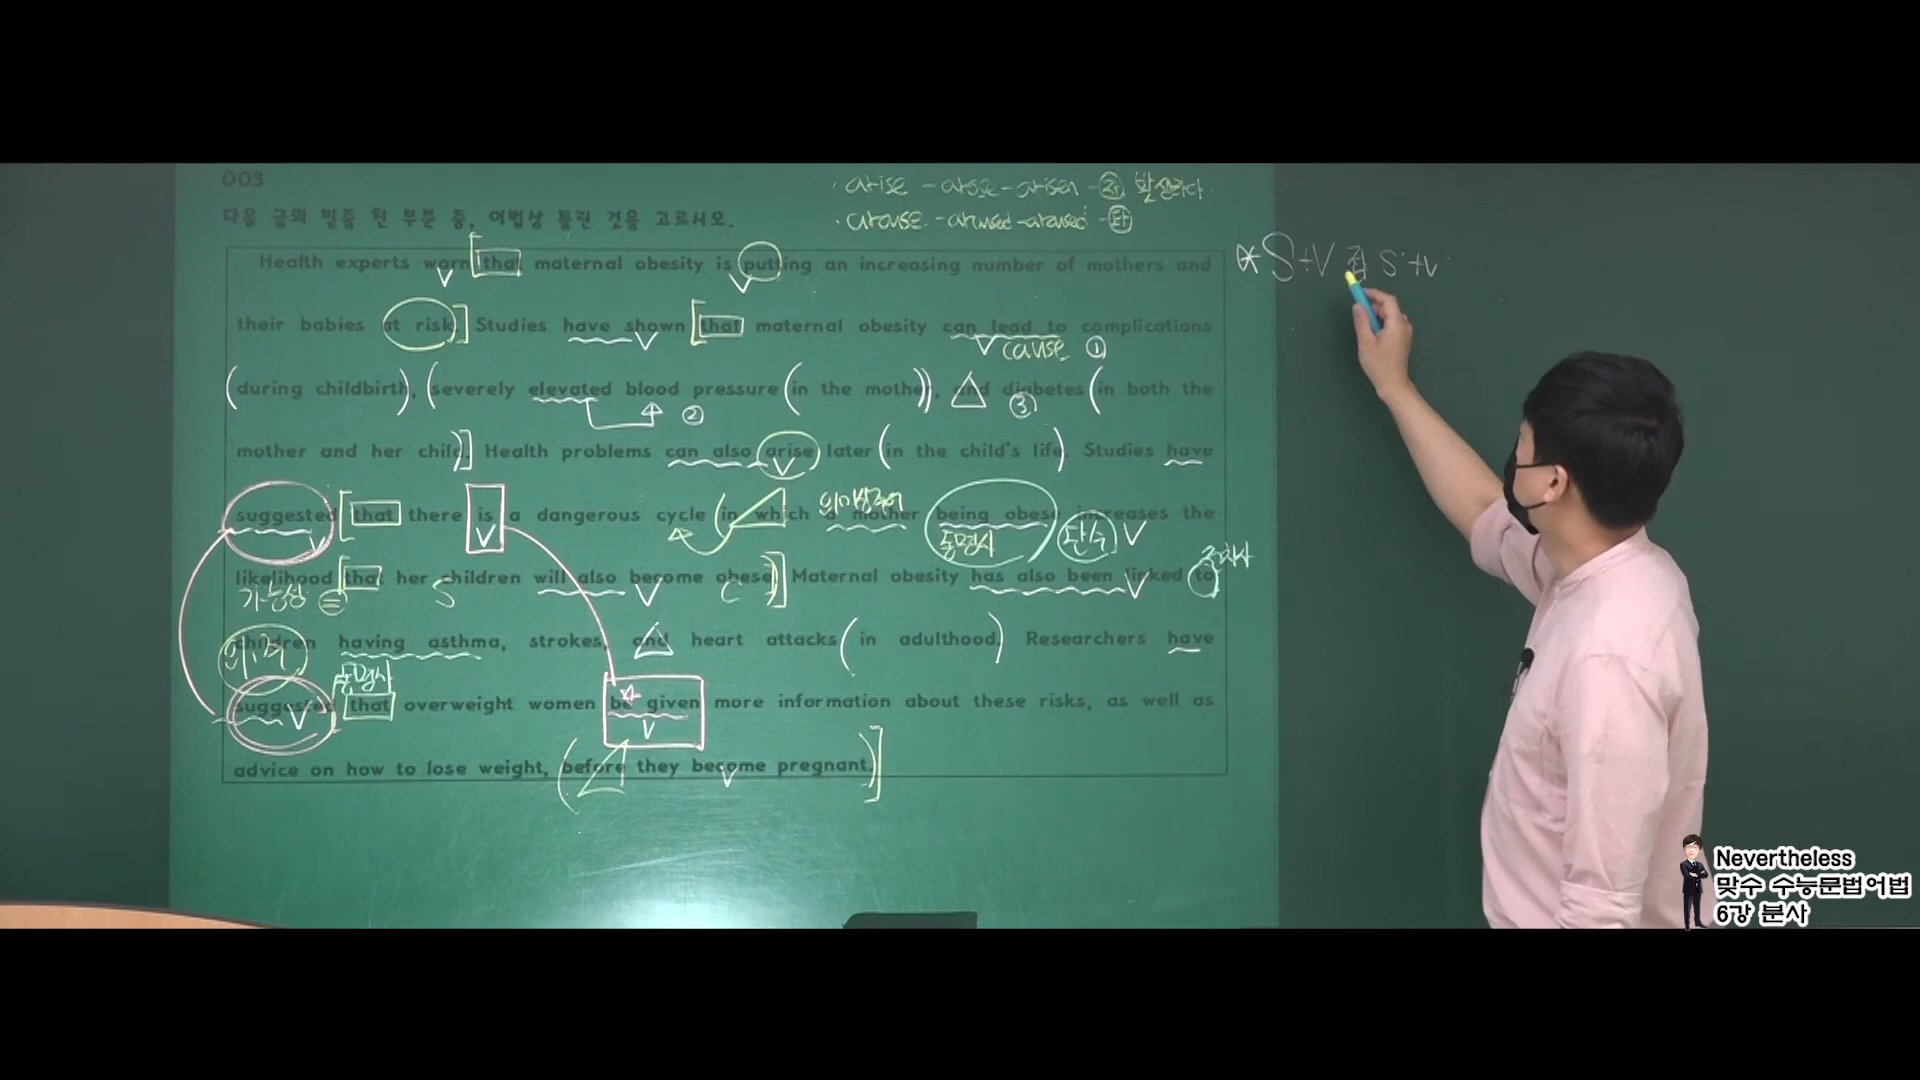 003
다음 글의 밑줄 친 부분 중, 어법상 틀린 것을 고르시오.
· arise - arose - arisen - 자 발생하다
· arouse - aroused - aroused - 타
* S+V 접 S'+v'
Health experts warn that maternal obesity is putting an increasing number of mothers and
their babies at risk. Studies have shown that maternal obesity can lead to complications
cause ①
during childbirth, severely elevated blood pressure in the mother, and diabetes in both the
② ③
mother and her child. Health problems can also arise later in the child's life. Studies have
suggested that there is a dangerous cycle in which a mother being obese increases the
동명사 단수
likelihood that her children will also become obese. Maternal obesity has also been linked to
가능성 = S V C V
children having asthma, strokes, and heart attacks in adulthood. Researchers have
동명사
suggested that overweight women be given more information about these risks, as well as
advice on how to lose weight, before they become pregnant.
Nevertheless
맞수 수능문법어법
6강 분사